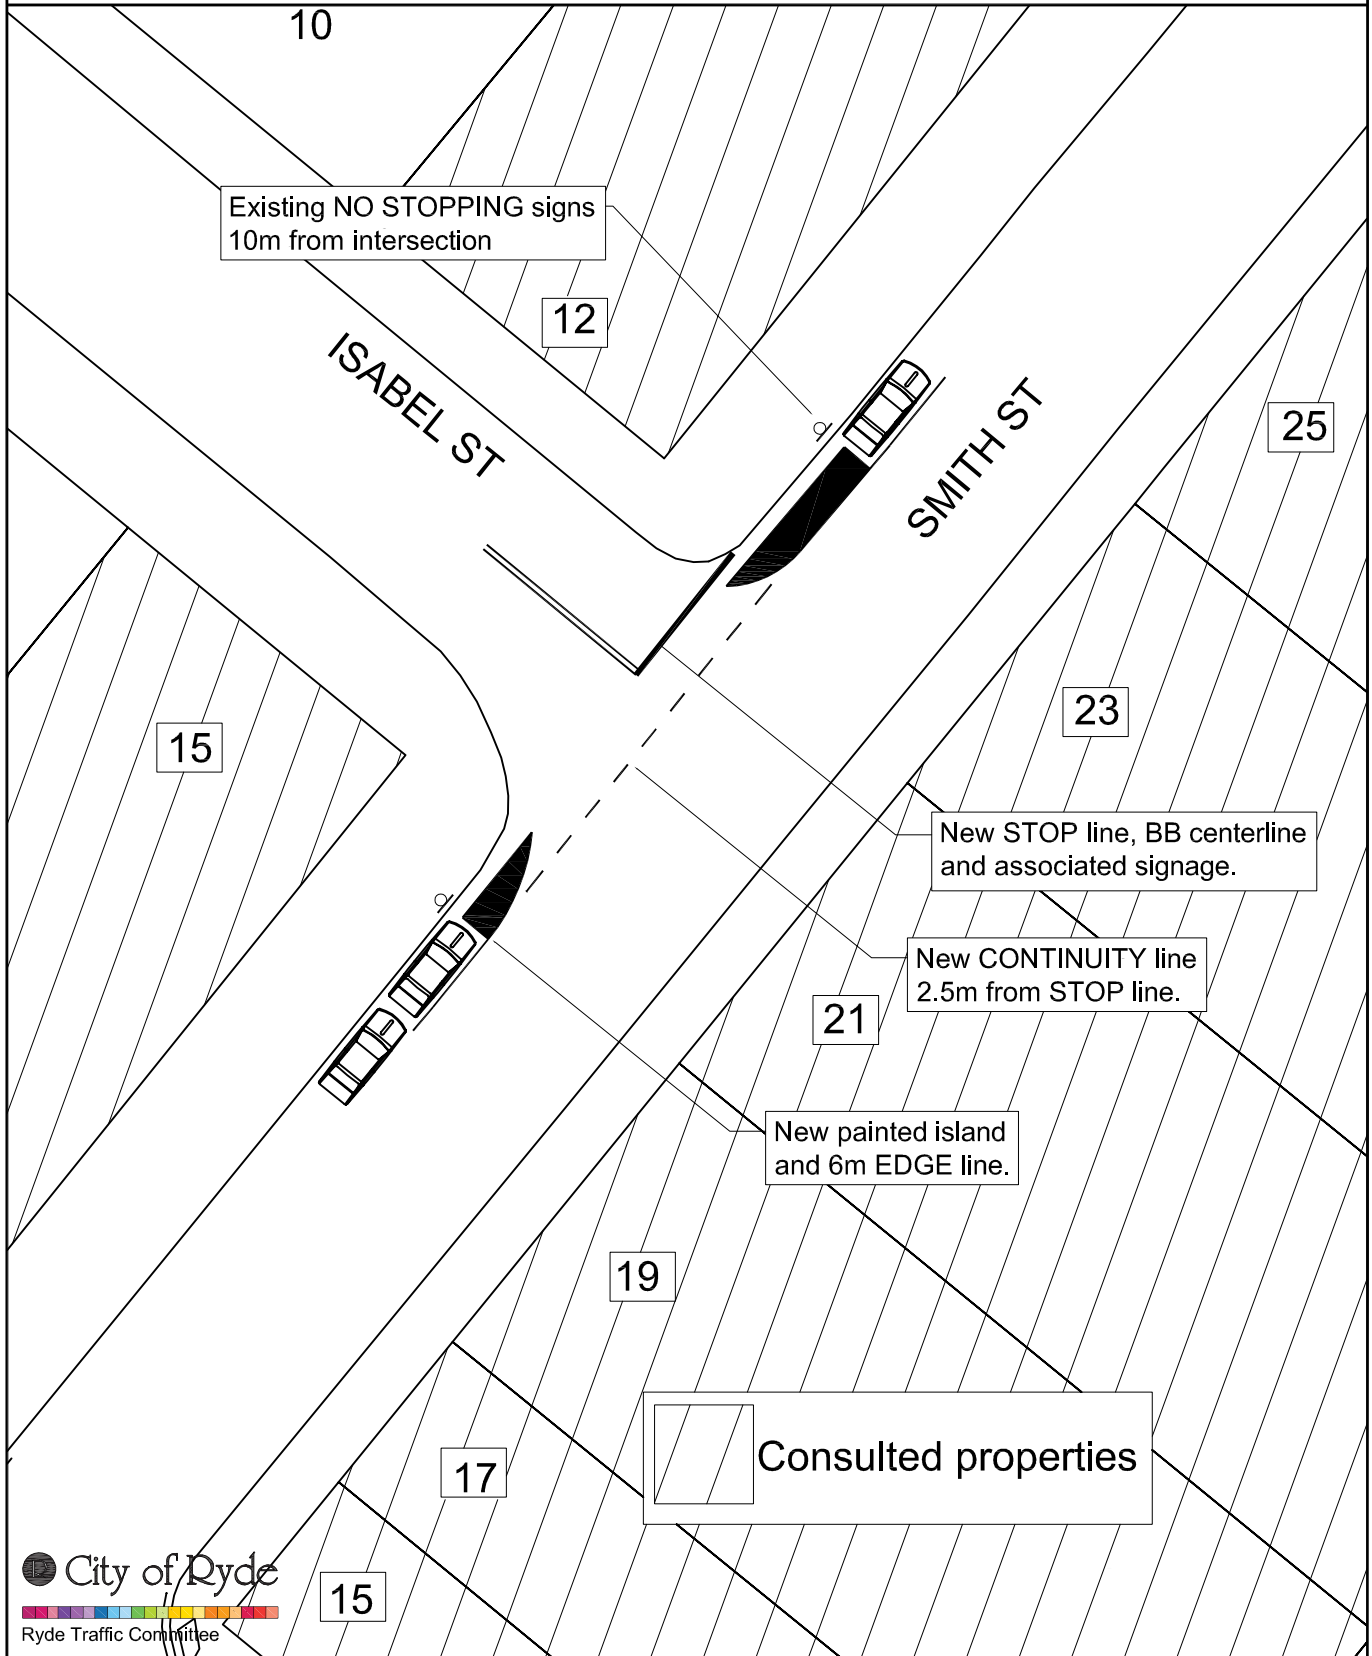 10
Existing NO STOPPING signs
10m from intersection
12
ISABEL ST
SMITH ST
25
23
15
New STOP line, BB centerline
and associated signage.
New CONTINUITY line
2.5m from STOP line.
21
New painted island
and 6m EDGE line.
19
Consulted properties
17
City of Ryde
15
Ryde Traffic Committee